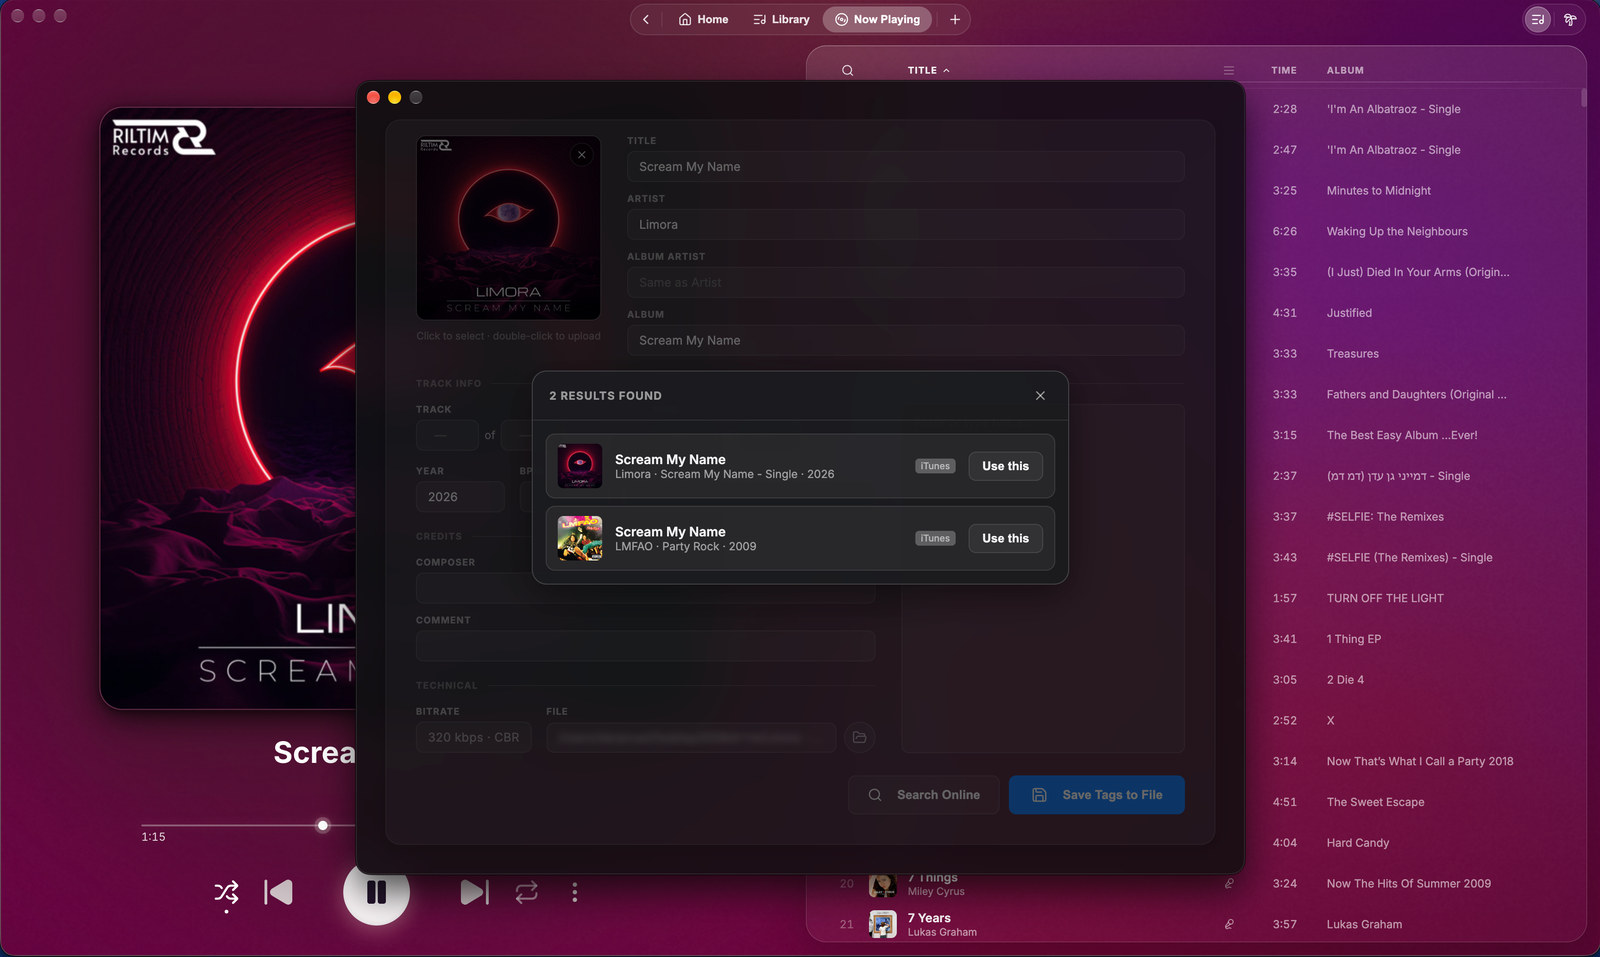 Home
Library
Now Playing
TITLE
TIME
ALBUM
RILTIM
Records
LIMORA
SCREAM MY NAME
Click to select · double-click to upload
TITLE
Scream My Name
ARTIST
Limora
ALBUM ARTIST
Same as Artist
ALBUM
Scream My Name
TRACK INFO
TRACK
of
YEAR
2026
CREDITS
COMPOSER
COMMENT
TECHNICAL
BITRATE
320 kbps · CBR
FILE
Search Online
Save Tags to File
2 RESULTS FOUND
Scream My Name
Limora · Scream My Name - Single · 2026
iTunes
Use this
Scream My Name
LMFAO · Party Rock · 2009
iTunes
Use this
1:15
2:28 'I'm An Albatraoz - Single
2:47 'I'm An Albatraoz - Single
3:25 Minutes to Midnight
6:26 Waking Up the Neighbours
3:35 (I Just) Died In Your Arms (Origin...
4:31 Justified
3:33 Treasures
3:33 Fathers and Daughters (Original ...
3:15 The Best Easy Album ...Ever!
2:37 דמייני גן עדן (דמ דמ) - Single
3:37 #SELFIE: The Remixes
3:43 #SELFIE (The Remixes) - Single
1:57 TURN OFF THE LIGHT
3:41 1 Thing EP
3:05 2 Die 4
2:52 X
3:14 Now That's What I Call a Party 2018
4:51 The Sweet Escape
4:04 Hard Candy
20 7 Things
Miley Cyrus
3:24 Now The Hits Of Summer 2009
21 7 Years
Lukas Graham
3:57 Lukas Graham